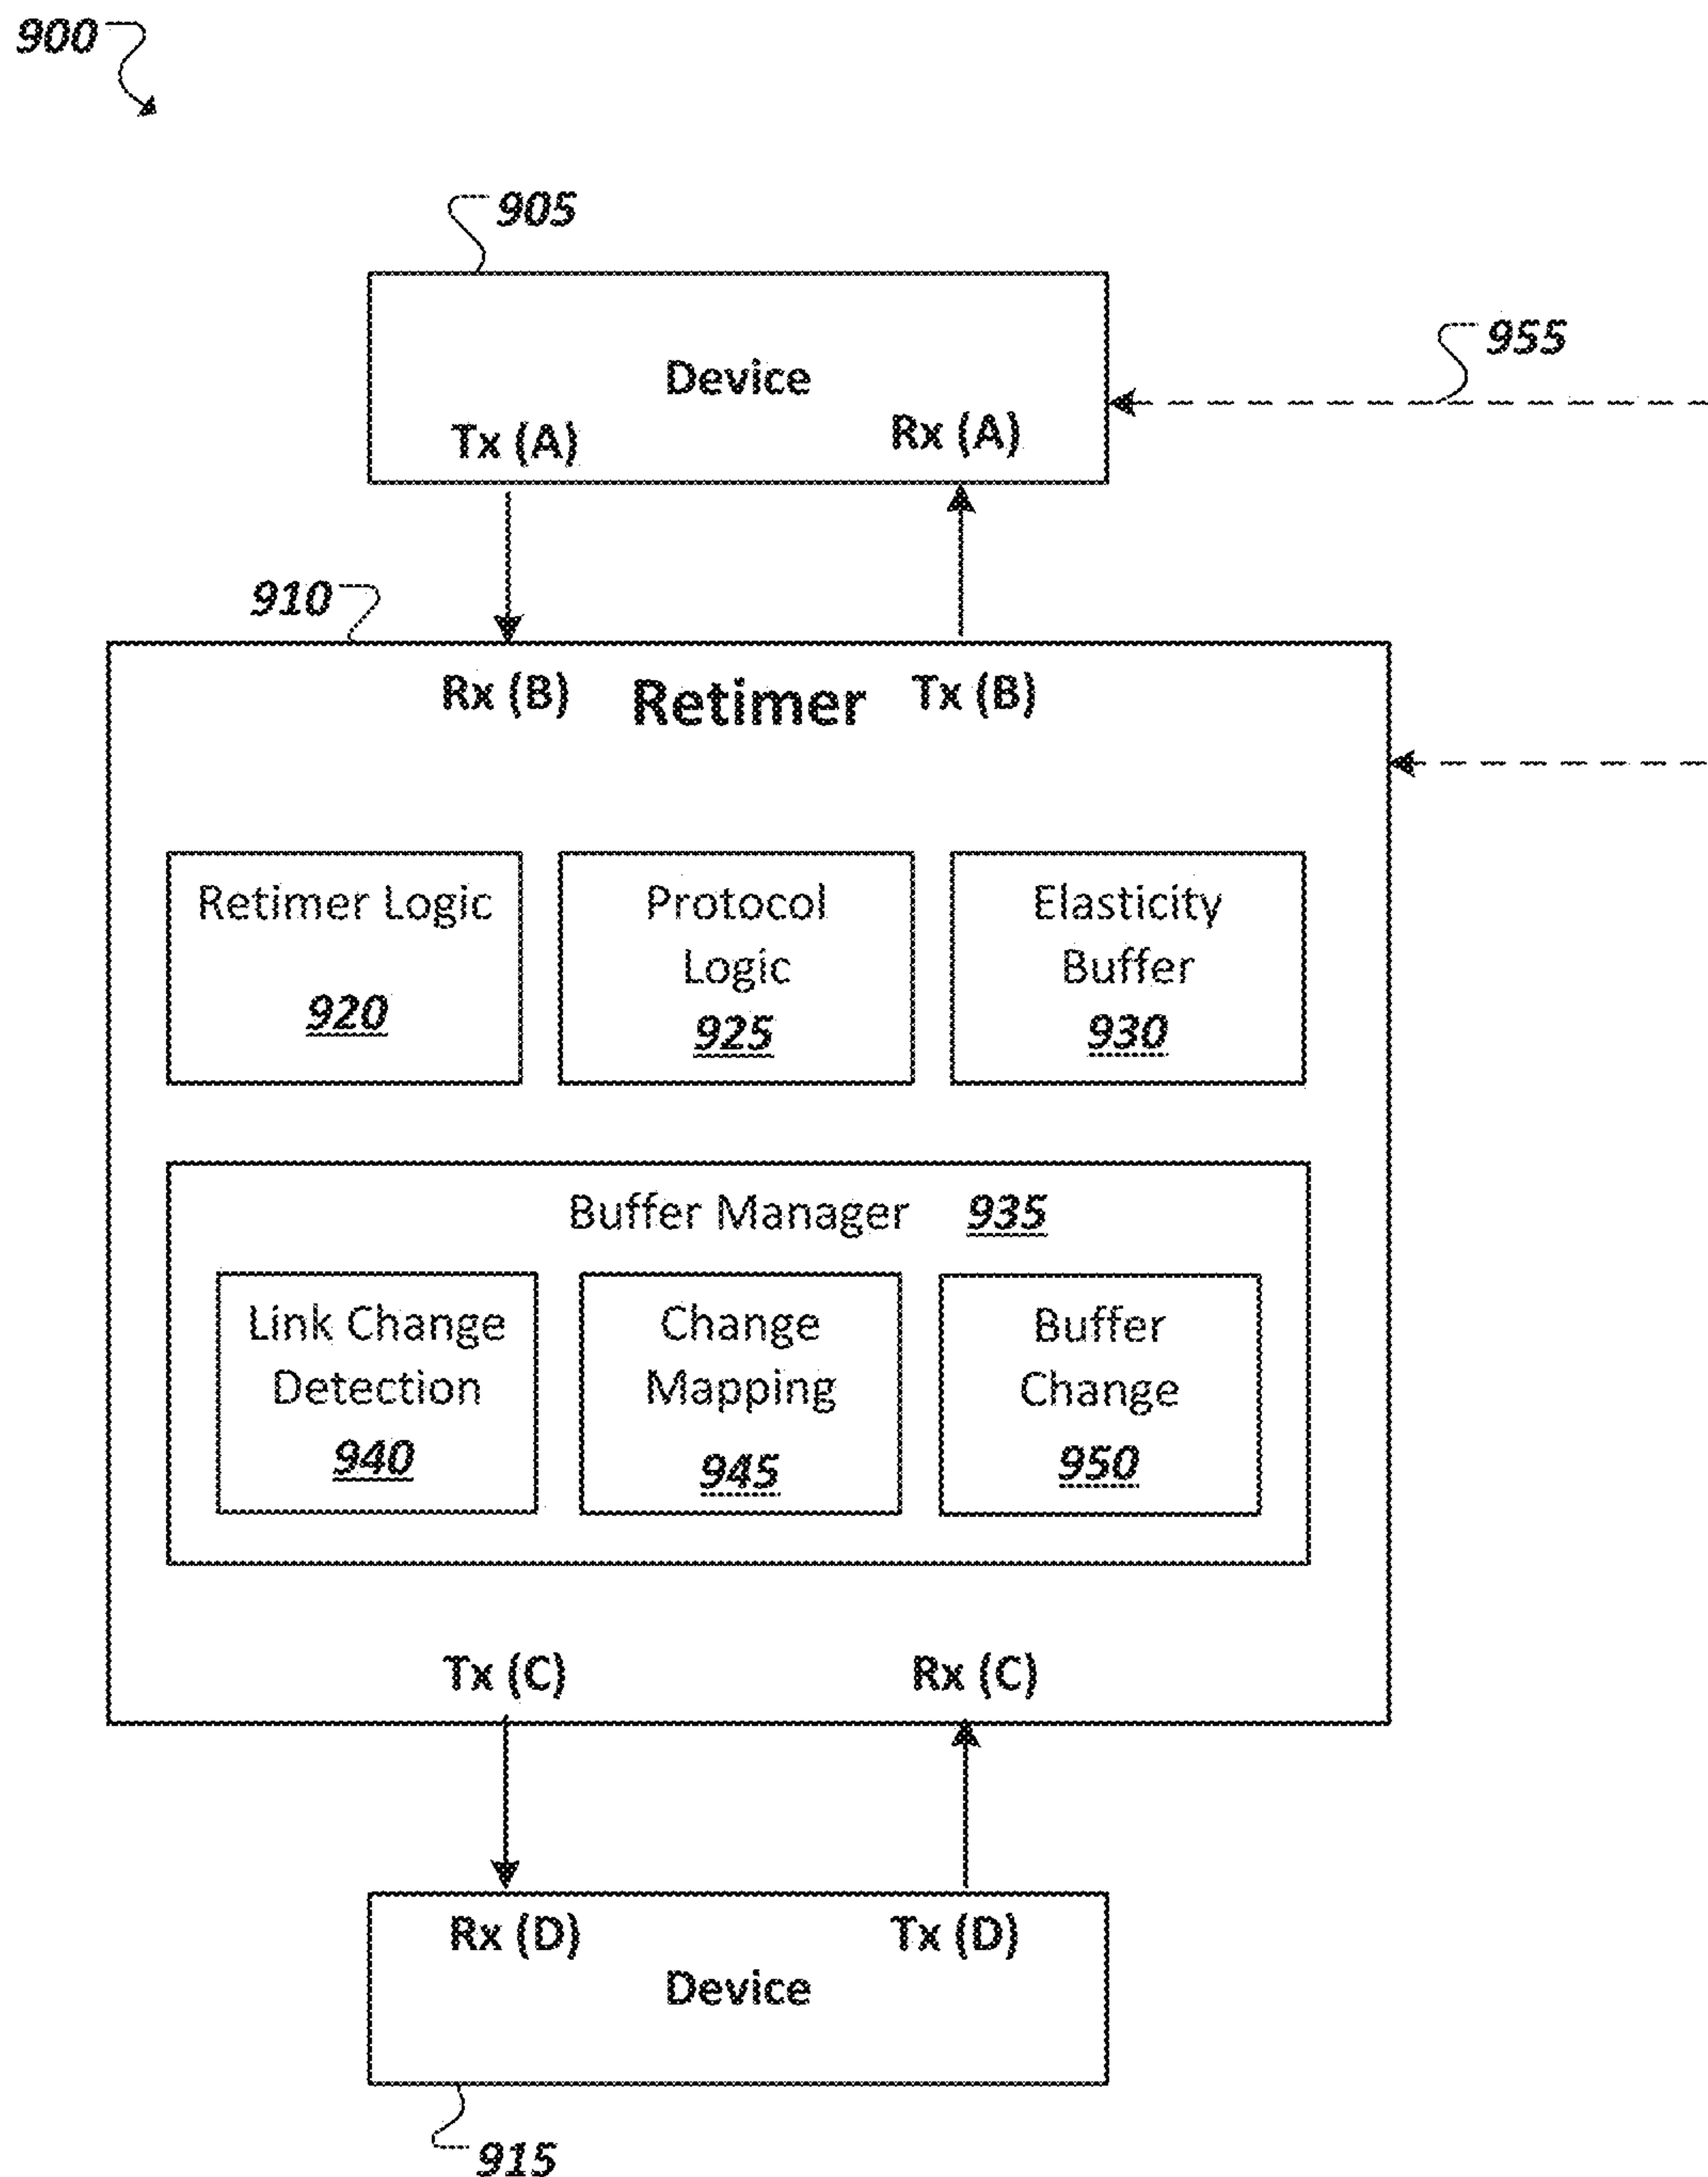 900
905
955
Device
Tx (A) Rx (A)
910
Rx (B) Retimer Tx (B)
Retimer Logic
920
Protocol
Logic
925
Elasticity
Buffer
930
Buffer Manager 935
Link Change
Detection
940
Change
Mapping
945
Buffer
Change
950
Tx (C) Rx (C)
Rx (D) Tx (D)
Device
915